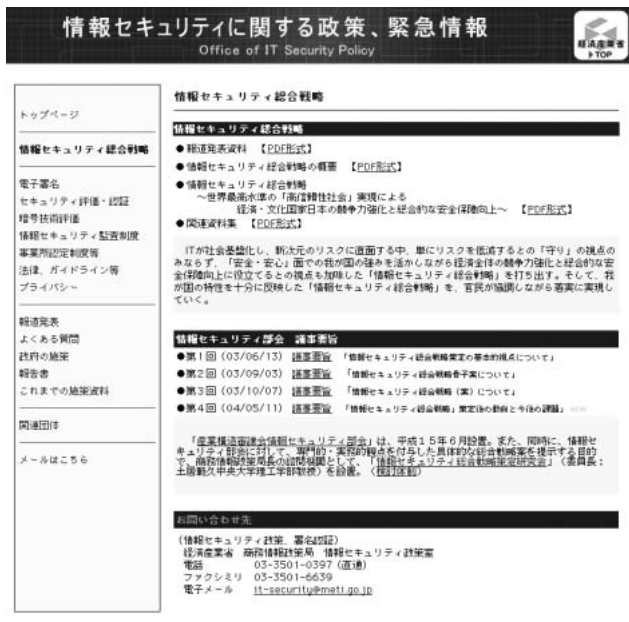 情報セキュリティに関する政策、緊急情報
Office of IT Security Policy
経済産業省
▶TOP
トップページ
情報セキュリティ総合戦略
電子署名
セキュリティ評価・認証
暗号技術評価
情報セキュリティ監査制度
事業所認定制度等
法律、ガイドライン等
プライバシー
報道発表
よくある質問
政府の施策
報告書
これまでの施策資料
関連団体
メールはこちら
情報セキュリティ総合戦略
情報セキュリティ総合戦略
●報道発表資料 【PDF形式】
●情報セキュリティ総合戦略の概要 【PDF形式】
●情報セキュリティ総合戦略
～世界最高水準の「高信頼性社会」実現による
経済・文化国家日本の競争力強化と総合的な安全保障向上～ 【PDF形式】
●関連資料集 【PDF形式】
ITが社会基盤化し、新次元のリスクに直面する中、単にリスクを低減するとの「守り」の視点の
みならず、「安全・安心」面での我が国の強みを活かしながら経済全体の競争力強化と総合的な安
全保障向上に役立てるとの視点も加味した「情報セキュリティ総合戦略」を打ち出す。そして、我
が国の特性を十分に反映した「情報セキュリティ総合戦略」を、官民が協調しながら着実に実現し
ていく。
情報セキュリティ部会 議事要旨
●第1回(03/06/13) 議事要旨 「情報セキュリティ総合戦略策定の基本的視点について」
●第2回(03/09/03) 議事要旨 「情報セキュリティ総合戦略骨子案について」
●第3回(03/10/07) 議事要旨 「情報セキュリティ総合戦略(案)について」
●第4回(04/05/11) 議事要旨 「情報セキュリティ総合戦略」策定後の動向と今後の課題」 NEW
「産業構造審議会情報セキュリティ部会」は、平成15年6月設置。また、同時に、情報セ
キュリティ部会に対して、専門的・実務的観点を付与した具体的な総合戦略案を提示する目的
で、商務情報政策局長の諮問機関として、「情報セキュリティ総合戦略策定研究会」(委員長：
土居範久中央大学理工学部教授)を設置。(検討体制)
お問い合わせ先
(情報セキュリティ政策、署名認証)
経済産業省 商務情報政策局 情報セキュリティ政策室
電話 03-3501-0397(直通)
ファクシミリ 03-3501-6639
電子メール it-security@meti.go.jp